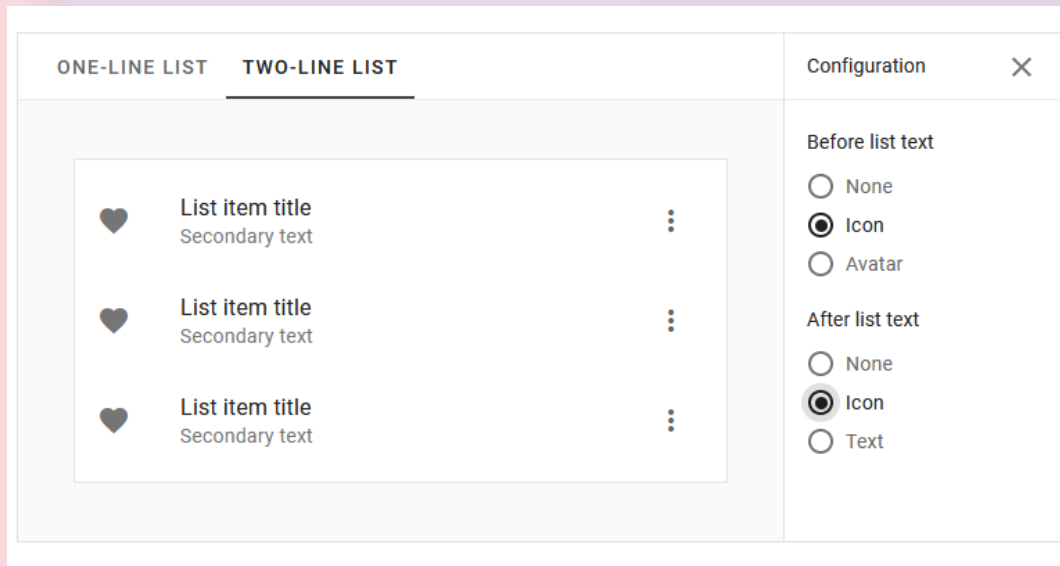 ONE-LINE LIST TWO-LINE LIST
List item title
Secondary text
List item title
Secondary text
List item title
Secondary text
Configuration
Before list text
None
Icon
Avatar
After list text
None
Icon
Text